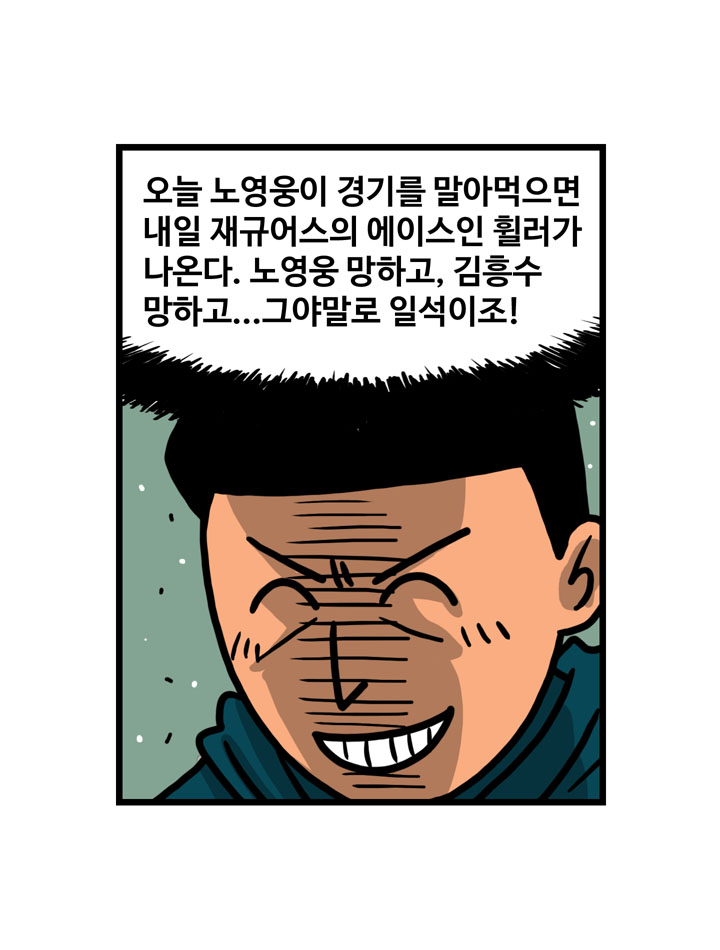 오늘 노영웅이 경기를 말아먹으면
내일 재규어스의 에이스인 휠러가
나온다. 노영웅 망하고, 김흥수
망하고...그야말로 일석이조!